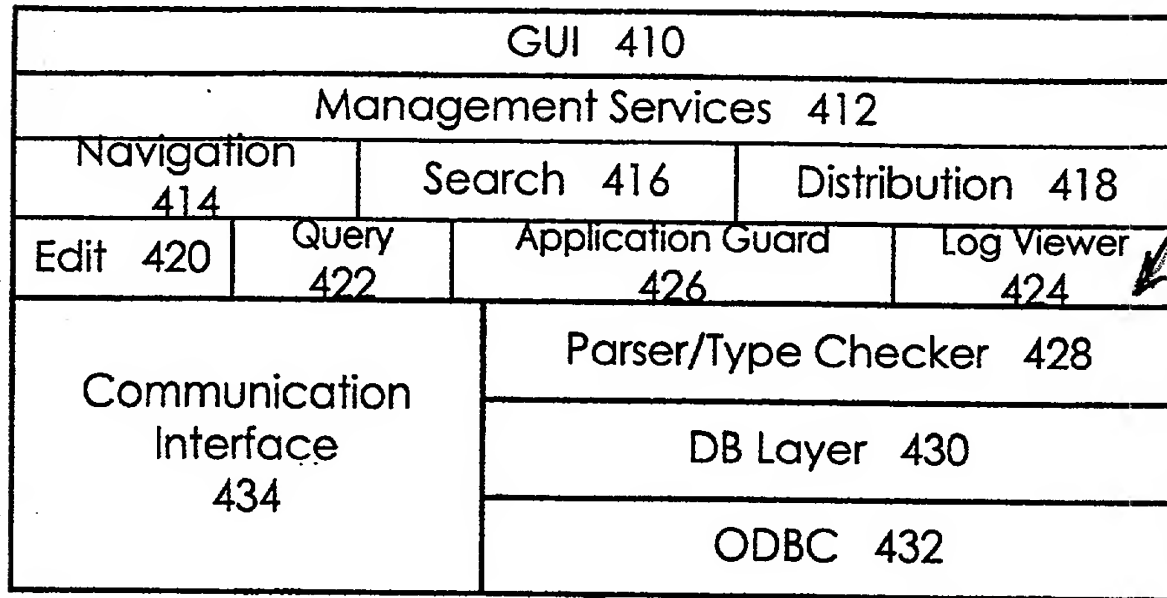 GUI 410
Management Services 412
Navigation
414
Search 416
Distribution 418
Edit 420
Query
422
Application Guard
426
Log Viewer
424
Communication
Interface
434
Parser/Type Checker 428
DB Layer 430
ODBC 432